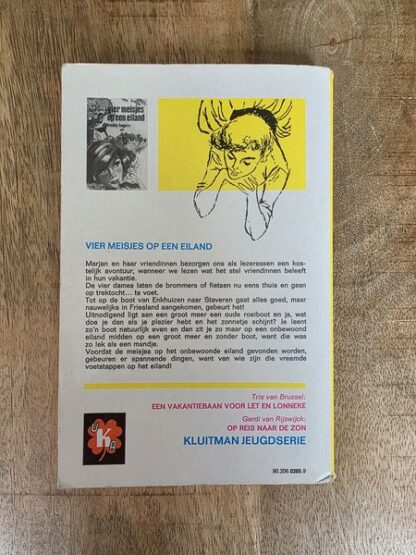 vier meisjes
op een eiland
VIER MEISJES OP EEN EILAND
Marjan en haar vriendinnen bezorgen ons als lezeressen een kos-
telijk avontuur, wanneer we lezen wat het stel vriendinnen beleeft
in hun vakantie.
De vier dames laten de brommers of fietsen nu eens thuis en gaan
op trektocht... te voet.
Tot op de boot van Enkhuizen naar Staveren gaat alles goed, maar
nauwelijks in Friesland aangekomen, gebeurt het!
Uitnodigend ligt aan een groot meer een oude roeiboot en ja, wat
doe je dan als je plezier hebt en het zonnetje schijnt? Je leent
zo'n boot natuurlijk even en dan zit je zo maar op een onbewoond
eiland midden op een groot meer en zonder boot, want die was
zo lek als een mandje.
Voordat de meisjes op het onbewoonde eiland gevonden worden,
gebeuren er spannende dingen, want van wie zijn die vreemde
voetstappen op het eiland!
Trix van Brussel:
EEN VAKANTIEBAAN VOOR LET EN LONNEKE
Gerdi van Rijswijck:
OP REIS NAAR DE ZON
KLUITMAN JEUGDSERIE
J K A
90.206.0265.9